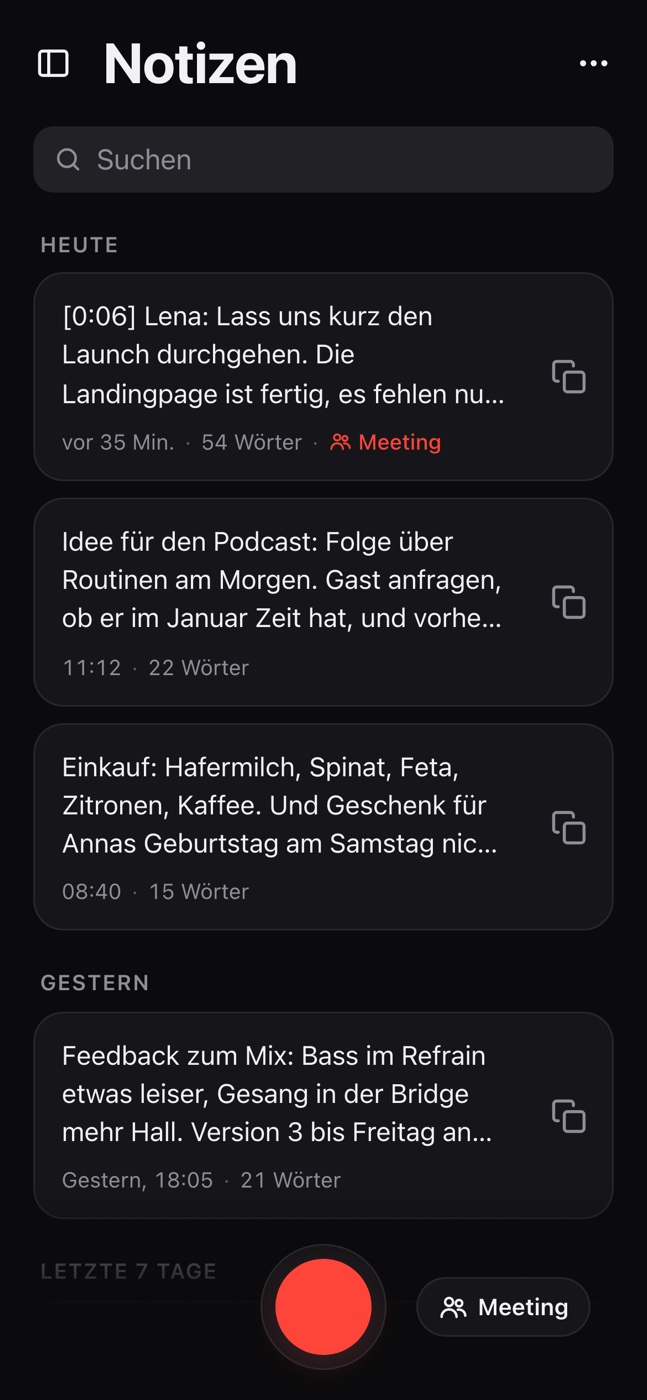 Notizen
Suchen
HEUTE
[0:06] Lena: Lass uns kurz den
Launch durchgehen. Die
Landingpage ist fertig, es fehlen nu...
vor 35 Min. · 54 Wörter · Meeting
Idee für den Podcast: Folge über
Routinen am Morgen. Gast anfragen,
ob er im Januar Zeit hat, und vorhe...
11:12 · 22 Wörter
Einkauf: Hafermilch, Spinat, Feta,
Zitronen, Kaffee. Und Geschenk für
Annas Geburtstag am Samstag nic...
08:40 · 15 Wörter
GESTERN
Feedback zum Mix: Bass im Refrain
etwas leiser, Gesang in der Bridge
mehr Hall. Version 3 bis Freitag an...
Gestern, 18:05 · 21 Wörter
LETZTE 7 TAGE
Meeting